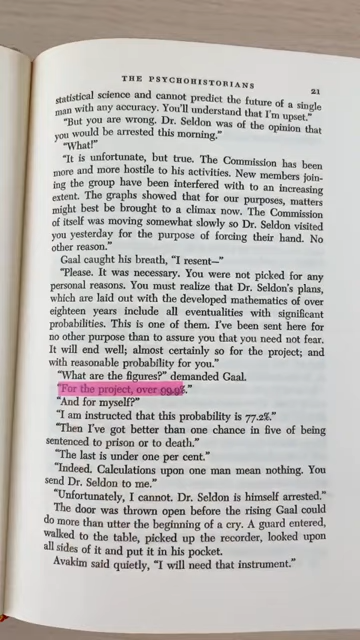 THE PSYCHOHISTORIANS 21
statistical science and cannot predict the future of a single
man with any accuracy. You'll understand that I'm upset."
"But you are wrong. Dr. Seldon was of the opinion that
you would be arrested this morning."
"What!"
"It is unfortunate, but true. The Commission has been
more and more hostile to his activities. New members join-
ing the group have been interfered with to an increasing
extent. The graphs showed that for our purposes, matters
might best be brought to a climax now. The Commission
of itself was moving somewhat slowly so Dr. Seldon visited
you yesterday for the purpose of forcing their hand. No
other reason."
Gaal caught his breath, "I resent—"
"Please. It was necessary. You were not picked for any
personal reasons. You must realize that Dr. Seldon's plans,
which are laid out with the developed mathematics of over
eighteen years include all eventualities with significant
probabilities. This is one of them. I've been sent here for
no other purpose than to assure you that you need not fear.
It will end well; almost certainly so for the project; and
with reasonable probability for you."
"What are the figures?" demanded Gaal.
"For the project, over 99.9%."
"And for myself?"
"I am instructed that this probability is 77.2%."
"Then I've got better than one chance in five of being
sentenced to prison or to death."
"The last is under one per cent."
"Indeed. Calculations upon one man mean nothing. You
send Dr. Seldon to me."
"Unfortunately, I cannot. Dr. Seldon is himself arrested."
The door was thrown open before the rising Gaal could
do more than utter the beginning of a cry. A guard entered,
walked to the table, picked up the recorder, looked upon
all sides of it and put it in his pocket.
Avakim said quietly, "I will need that instrument."